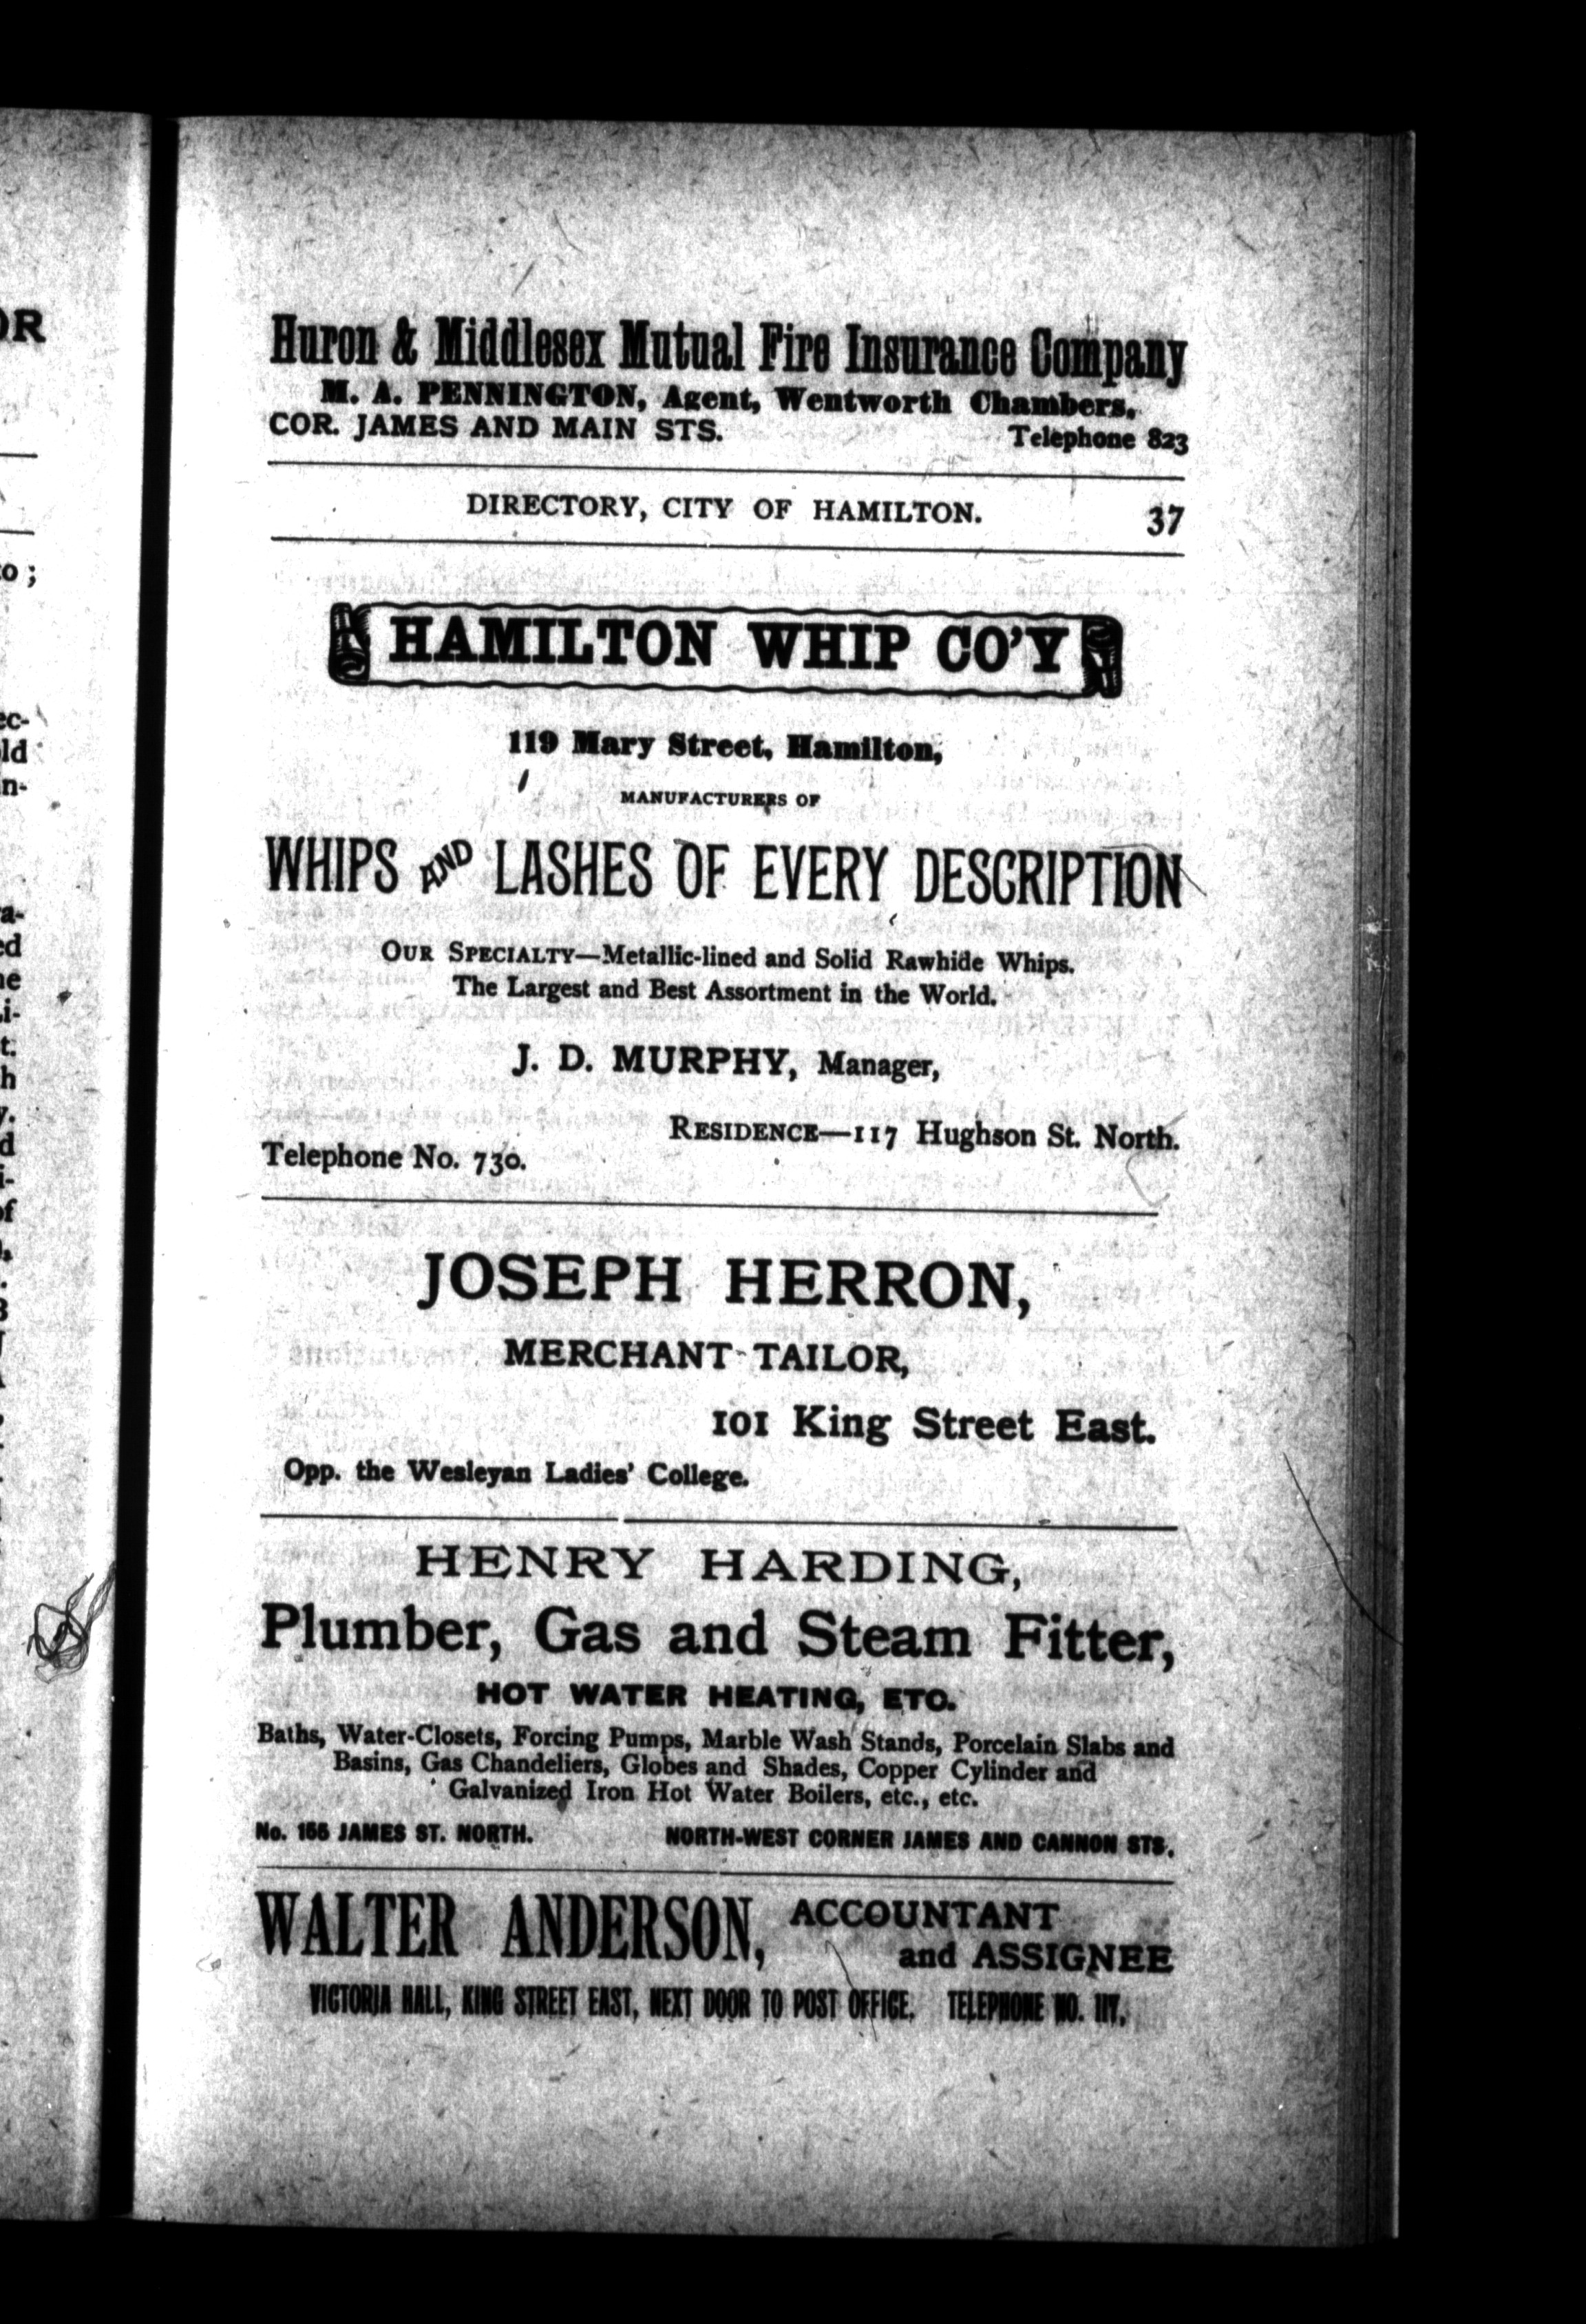 Huron & Middlesex Mutual Fire Insurance Company
M. A. PENNINGTON, Agent, Wentworth Chambers,
COR. JAMES AND MAIN STS. Telephone 823
DIRECTORY, CITY OF HAMILTON. 37
HAMILTON WHIP CO'Y
119 Mary Street, Hamilton,
MANUFACTURERS OF
WHIPS AND LASHES OF EVERY DESCRIPTION
OUR SPECIALTY—Metallic-lined and Solid Rawhide Whips.
The Largest and Best Assortment in the World.
J. D. MURPHY, Manager,
RESIDENCE—117 Hughson St. North.
Telephone No. 730.
JOSEPH HERRON,
MERCHANT TAILOR,
101 King Street East.
Opp. the Wesleyan Ladies' College.
HENRY HARDING,
Plumber, Gas and Steam Fitter,
HOT WATER HEATING, ETC.
Baths, Water-Closets, Forcing Pumps, Marble Wash Stands, Porcelain Slabs and
Basins, Gas Chandeliers, Globes and Shades, Copper Cylinder and
Galvanized Iron Hot Water Boilers, etc., etc.
No. 155 JAMES ST. NORTH. NORTH-WEST CORNER JAMES AND CANNON STS.
WALTER ANDERSON, ACCOUNTANT
and ASSIGNEE
VICTORIA HALL, KING STREET EAST, NEXT DOOR TO POST OFFICE. TELEPHONE NO.